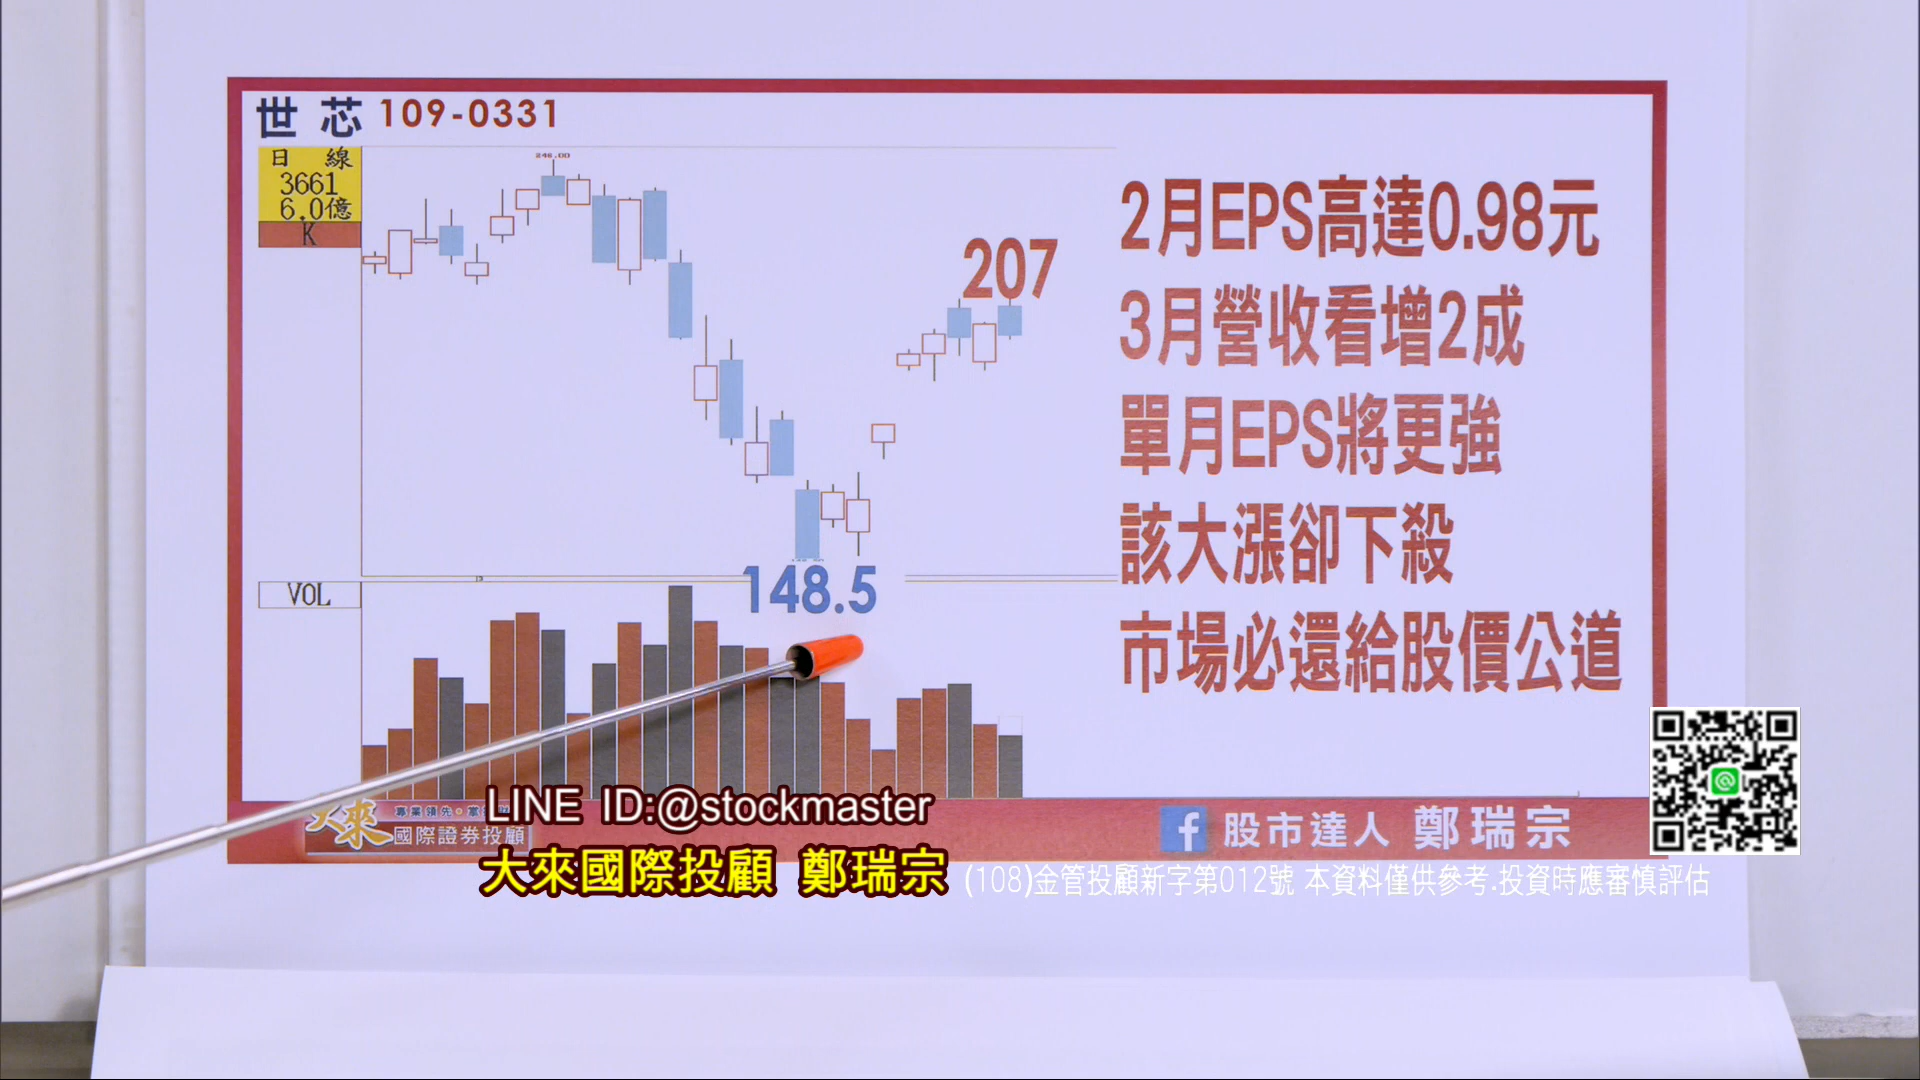 世芯 109-0331
日 線
3661
6.0億
K
246.00
207
2月EPS高達0.98元
3月營收看增2成
單月EPS將更強
該大漲卻下殺
市場必還給股價公道
148.5
VOL
大來
國際證券投顧
股市達人 鄭瑞宗
LINE ID:@stockmaster
大來國際投顧 鄭瑞宗
(108)金管投顧新字第012號 本資料僅供參考.投資時應審慎評估